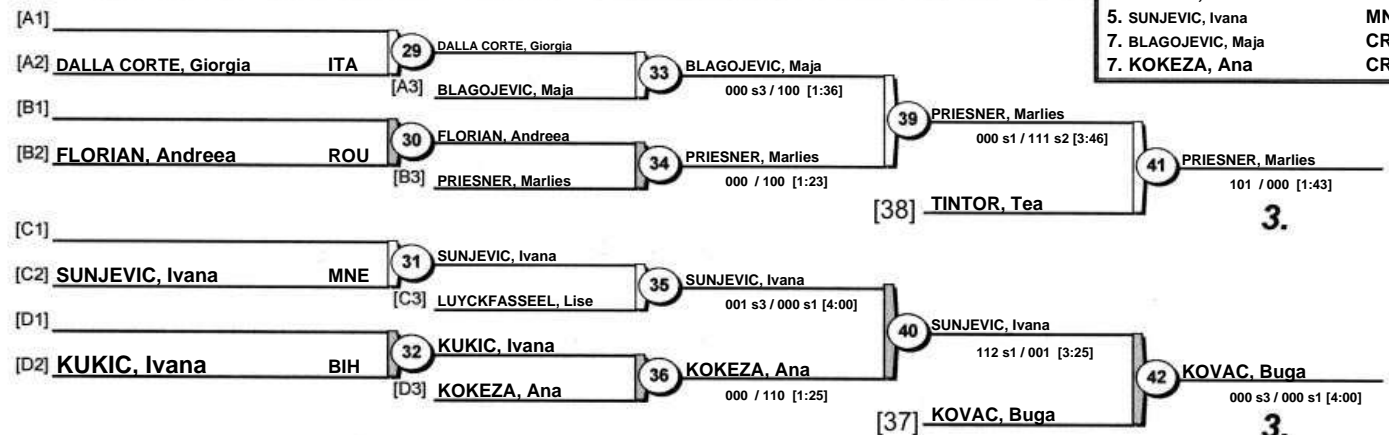 5. SUNJEVIC, Ivana
7. BLAGOJEVIC, Maja
7. KOKEZA, Ana
[A1]
[A2] DALLA CORTE, Giorgia ITA
29
DALLA CORTE, Giorgia
[A3] BLAGOJEVIC, Maja
33
BLAGOJEVIC, Maja
000 s3 / 100 [1:36]
[B1]
[B2] FLORIAN, Andreea ROU
30
FLORIAN, Andreea
[B3] PRIESNER, Marlies
34
PRIESNER, Marlies
000 / 100 [1:23]
39
PRIESNER, Marlies
000 s1 / 111 s2 [3:46]
[38] TINTOR, Tea
41
PRIESNER, Marlies
101 / 000 [1:43]
3.
[C1]
[C2] SUNJEVIC, Ivana MNE
31
SUNJEVIC, Ivana
[C3] LUYCKFASSEEL, Lise
35
SUNJEVIC, Ivana
001 s3 / 000 s1 [4:00]
[D1]
[D2] KUKIC, Ivana BIH
32
KUKIC, Ivana
[D3] KOKEZA, Ana
36
KOKEZA, Ana
000 / 110 [1:25]
40
SUNJEVIC, Ivana
112 s1 / 001 [3:25]
[37] KOVAC, Buga
42
KOVAC, Buga
000 s3 / 000 s1 [4:00]
3.